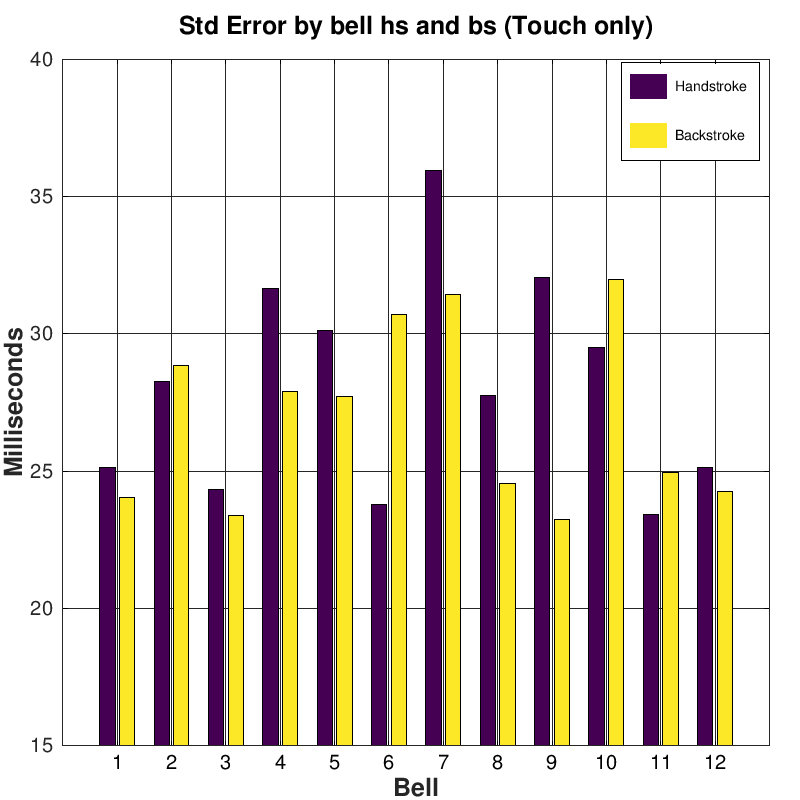 Std Error by bell hs and bs (Touch only)
Handstroke
Backstroke
Milliseconds
40
35
30
25
20
15
1 2 3 4 5 6 7 8 9 10 11 12
Bell